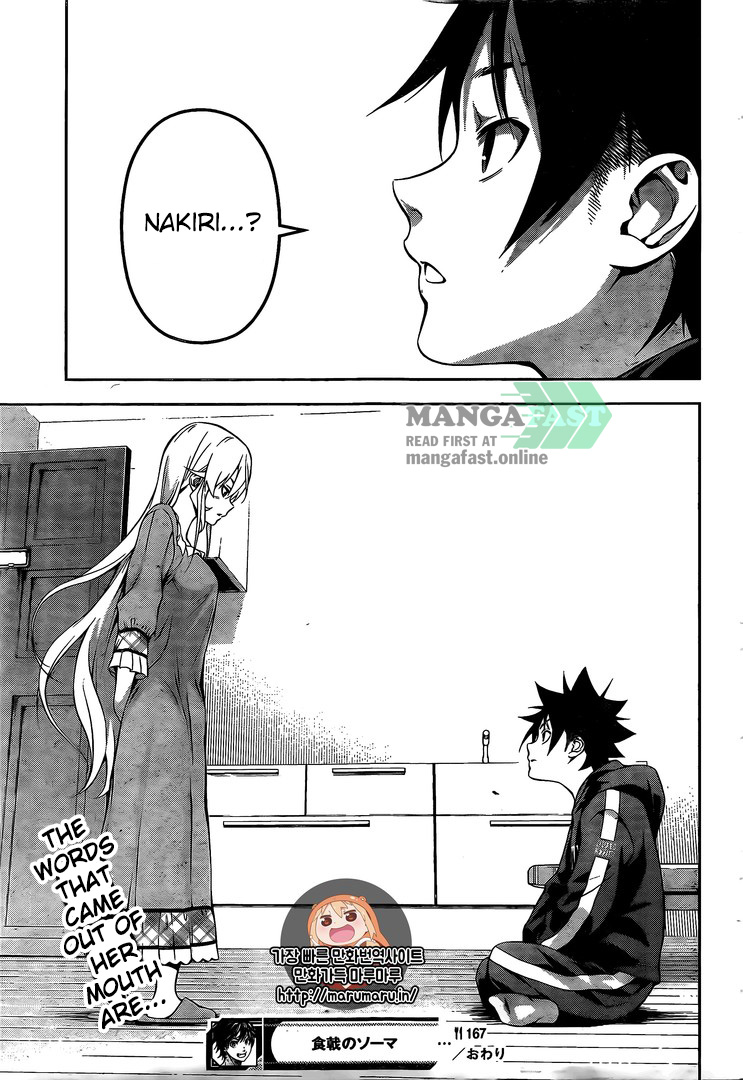 NAKIRI...?
MANGAFAST
READ FIRST AT
mangafast.online
THE
WORDS
THAT
CAME
OUT OF
HER
MOUTH
ARE...
가장 빠른 만화번역사이트
만화가득 마루마루
http://marumaru.in/
食戟のソーマ
... 167
／おわり